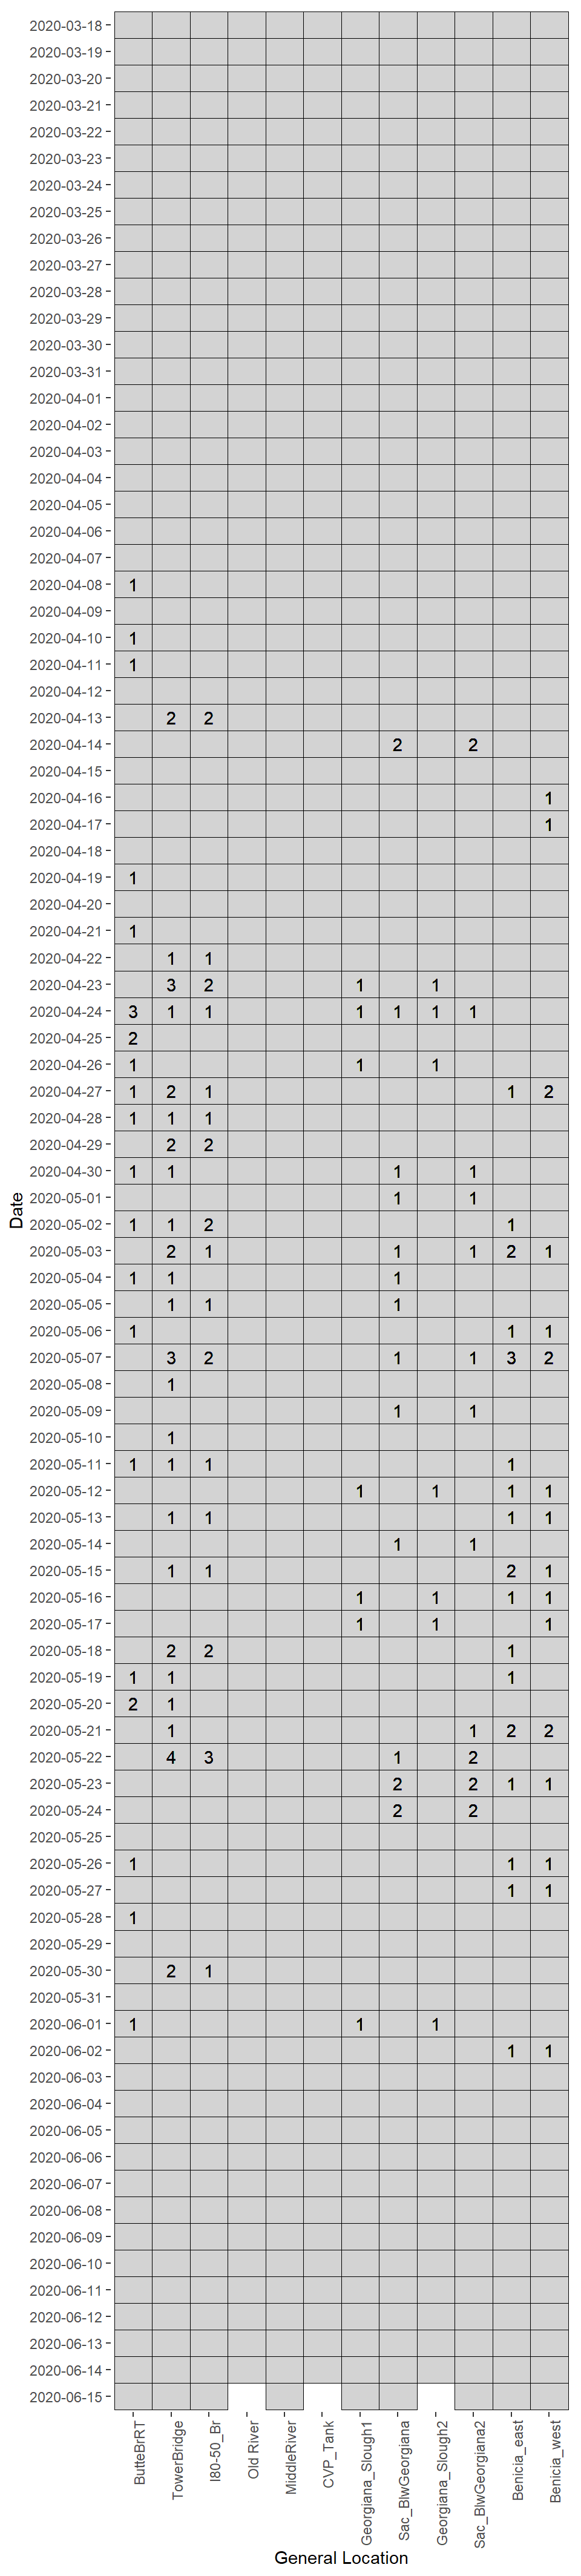 2020-03-18
2020-03-19
2020-03-20
2020-03-21
2020-03-22
2020-03-23
2020-03-24
2020-03-25
2020-03-26
2020-03-27
2020-03-28
2020-03-29
2020-03-30
2020-03-31
2020-04-01
2020-04-02
2020-04-03
2020-04-04
2020-04-05
2020-04-06
2020-04-07
2020-04-08 1
2020-04-09
2020-04-10 1
2020-04-11 1
2020-04-12
2020-04-13 2 2
2020-04-14 2 2
2020-04-15
2020-04-16 1
2020-04-17 1
2020-04-18
2020-04-19 1
2020-04-20
2020-04-21 1
2020-04-22 1 1
2020-04-23 3 2 1 1
2020-04-24 3 1 1 1 1 1 1
2020-04-25 2
2020-04-26 1 1 1
2020-04-27 1 2 1 1 2
2020-04-28 1 1 1
2020-04-29 2 2
2020-04-30 1 1 1 1
2020-05-01 1 1
Date
2020-05-02 1 1 2 1
2020-05-03 2 1 1 1 2 1
2020-05-04 1 1 1
2020-05-05 1 1 1
2020-05-06 1 1 1
2020-05-07 3 2 1 1 3 2
2020-05-08 1
2020-05-09 1 1
2020-05-10 1
2020-05-11 1 1 1 1
2020-05-12 1 1 1 1
2020-05-13 1 1 1 1
2020-05-14 1 1
2020-05-15 1 1 2 1
2020-05-16 1 1 1 1
2020-05-17 1 1 1
2020-05-18 2 2 1
2020-05-19 1 1 1
2020-05-20 2 1
2020-05-21 1 1 2 2
2020-05-22 4 3 1 2
2020-05-23 2 2 1 1
2020-05-24 2 2
2020-05-25
2020-05-26 1 1 1
2020-05-27 1 1
2020-05-28 1
2020-05-29
2020-05-30 2 1
2020-05-31
2020-06-01 1 1 1
2020-06-02 1 1
2020-06-03
2020-06-04
2020-06-05
2020-06-06
2020-06-07
2020-06-08
2020-06-09
2020-06-10
2020-06-11
2020-06-12
2020-06-13
2020-06-14
2020-06-15
ButteBrRT
TowerBridge
I80-50_Br
Old River
MiddleRiver
CVP_Tank
Georgiana_Slough1
Sac_BlwGeorgiana
Georgiana_Slough2
Sac_BlwGeorgiana2
Benicia_east
Benicia_west
General Location